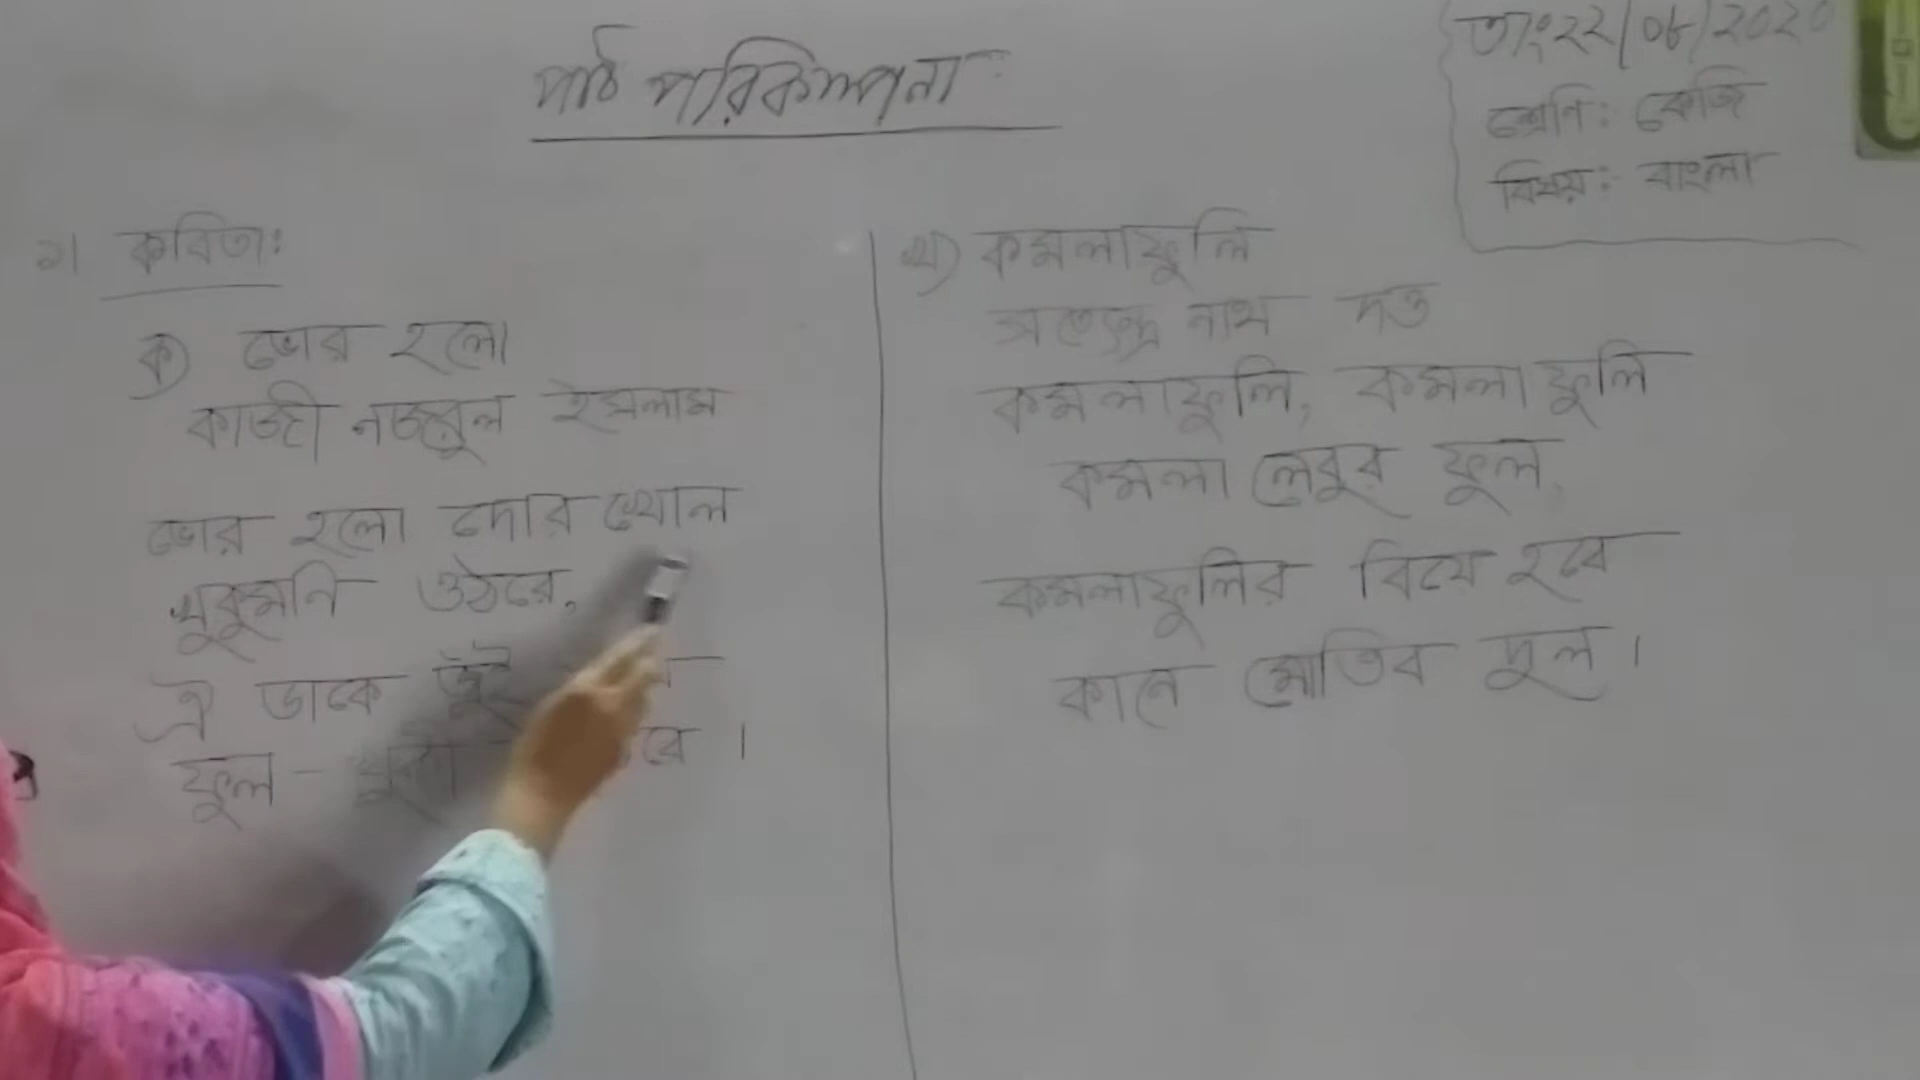 পাঠ পরিকল্পনা:
তাং:২২/০৮/২০২০
শ্রেণি: কেজি
বিষয়: বাংলা
১। কবিতা:
ক) ভোর হলো
কাজী নজরুল ইসলাম
ভোর হলো দোর খোল
খুকুমনি ওঠরে,
ঐ ডাকে জুঁই
ফুল -
খ) কমলাফুলি
সত্যেন্দ্র নাথ দত্ত
কমলাফুলি, কমলাফুলি
কমলা লেবুর ফুল,
কমলাফুলির বিয়ে হবে
কানে মোতির দুল।